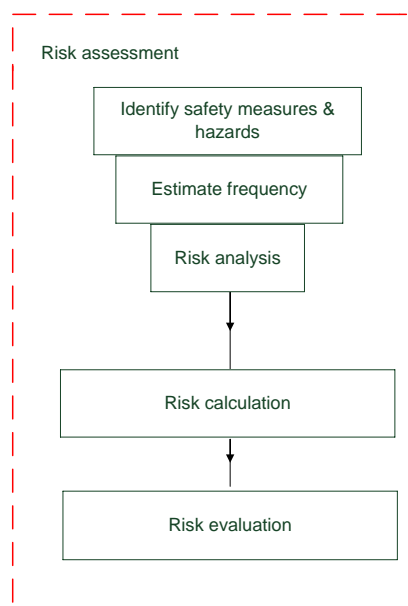 Risk assessment
Identify safety measures &
hazards
Estimate frequency
Risk analysis
Risk calculation
Risk evaluation